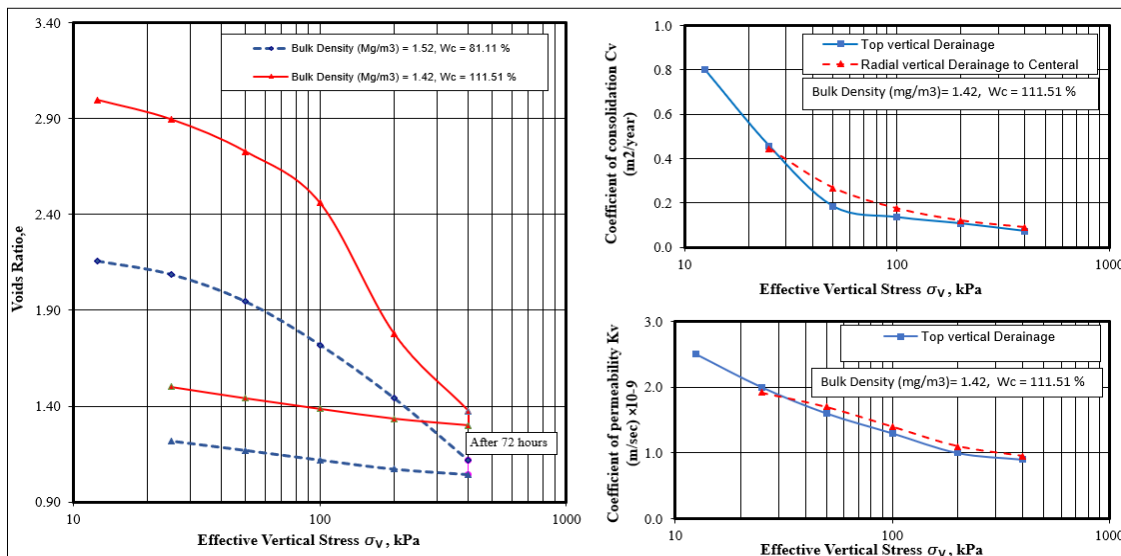 3.40
2.90
2.40
1.90
1.40
0.90
Voids Ratio,e
Bulk Density (Mg/m3) = 1.52, Wc = 81.11 %
Bulk Density (Mg/m3) = 1.42, Wc = 111.51 %
After 72 hours
10
100
1000
Effective Vertical Stress σv , kPa
1.0
0.8
0.6
0.4
0.2
0.0
Coefficient of consolidation Cv
(m2/year)
Top vertical Derainage
Radial vertical Derainage to Centeral
Bulk Density (mg/m3)= 1.42, Wc = 111.51 %
10
100
1000
Effective Vertical Stress σv , kPa
3.0
2.0
1.0
0.0
Coefficient of permeability Kv
(m/sec) ×10-9
Top vertical Derainage
Bulk Density (mg/m3)= 1.42, Wc = 111.51 %
10
100
1000
Effective Vertical Stress σv , kPa